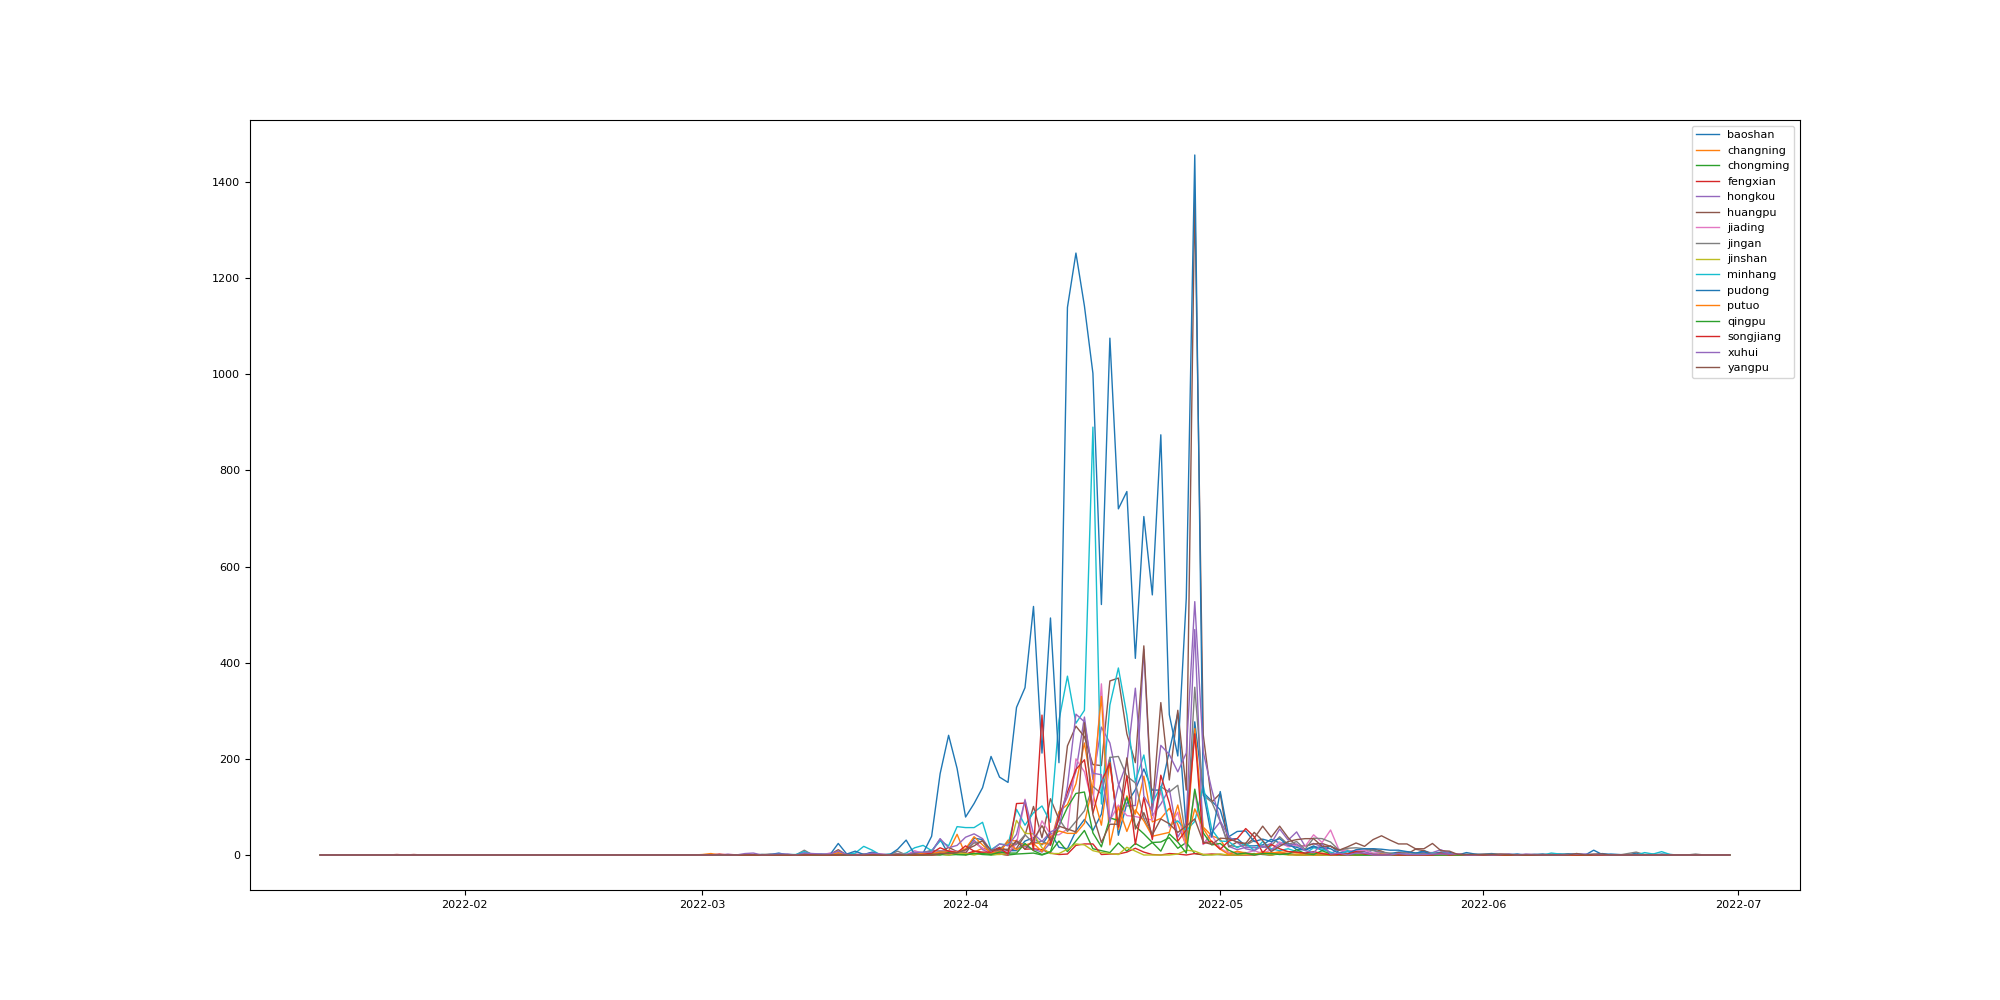 baoshan
changning
chongming
fengxian
hongkou
huangpu
jiading
jingan
jinshan
minhang
pudong
putuo
qingpu
songjiang
xuhui
yangpu
1400
1200
1000
800
600
400
200
0
2022-02 2022-03 2022-04 2022-05 2022-06 2022-07